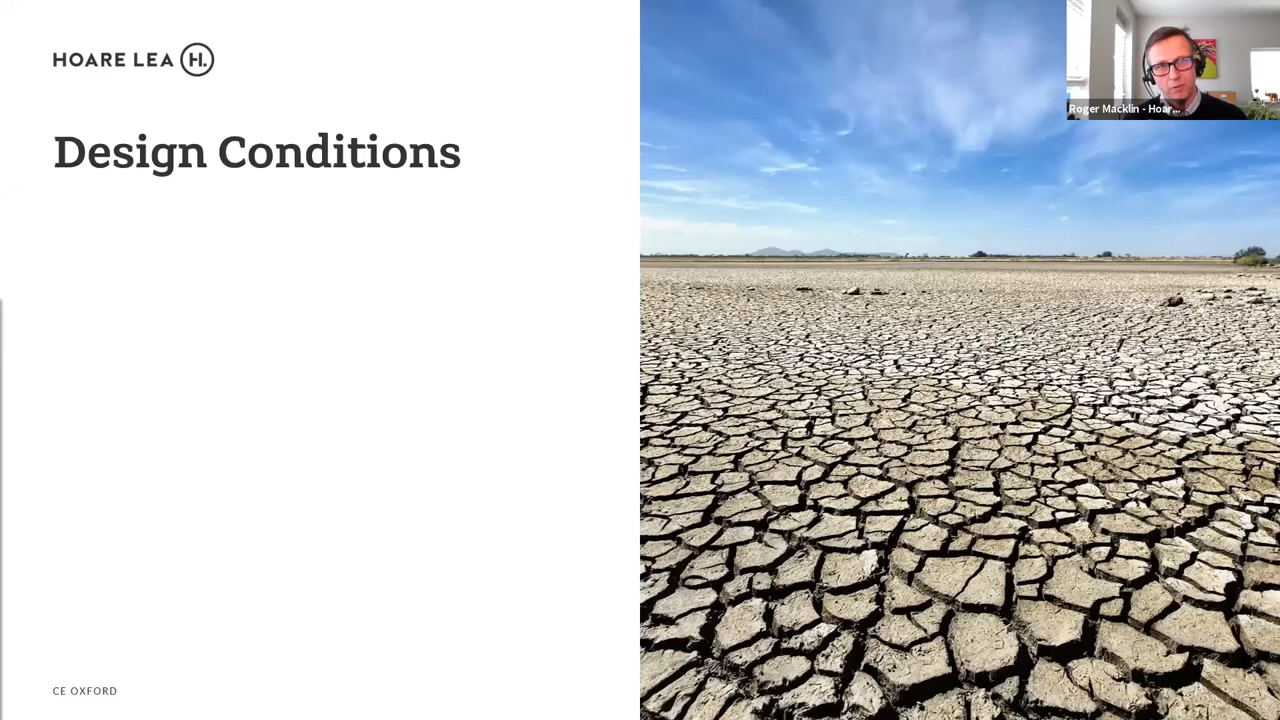 HOARE LEA H.
Roger Macklin - Hoar...
Design Conditions
CE OXFORD